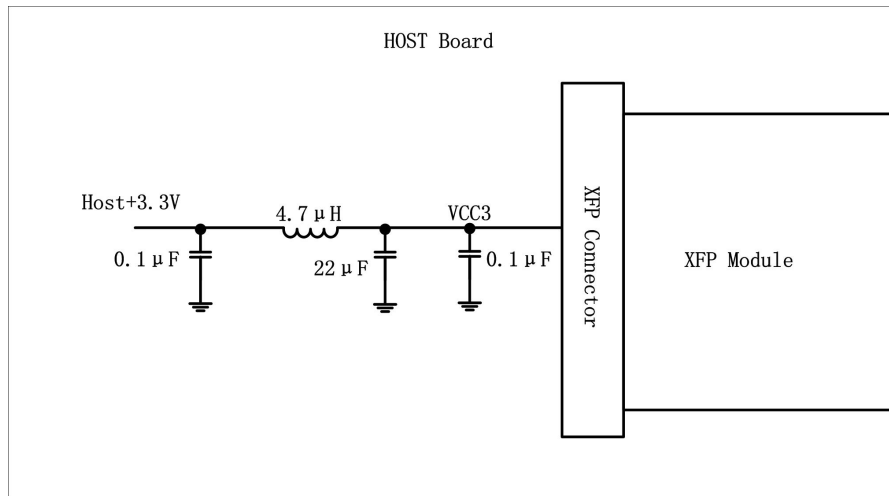 HOST Board
Host+3.3V
4.7μH
VCC3
0.1μF
22μF
0.1μF
XFP Connector
XFP Module